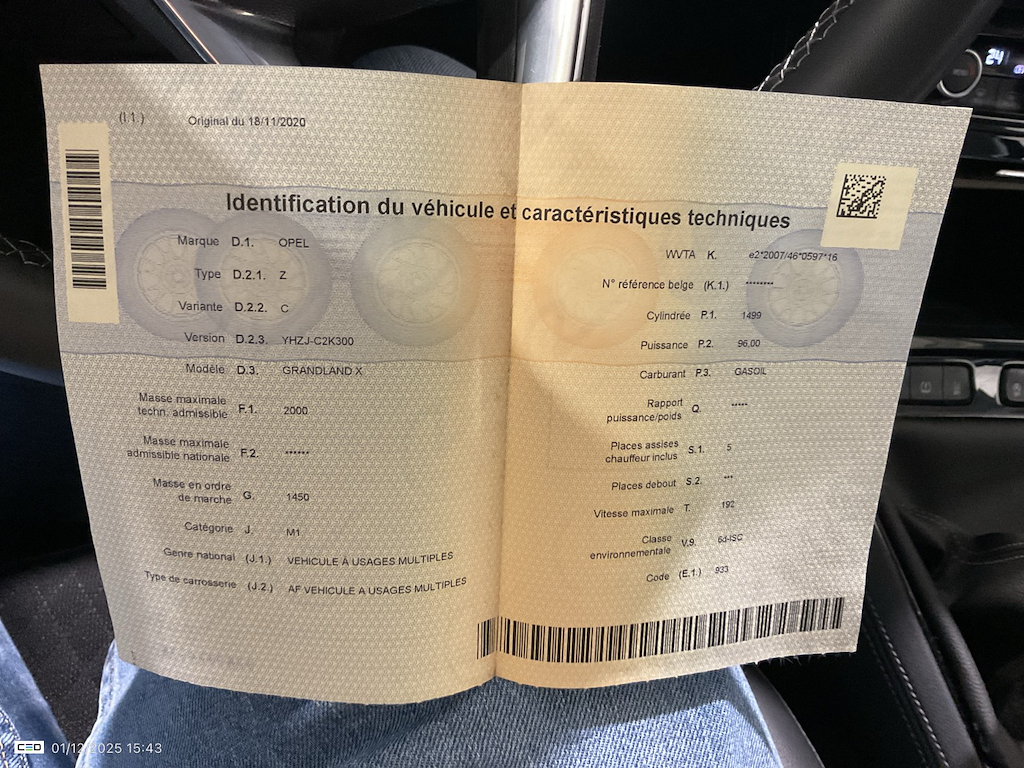 (I.1.) Original du 18/11/2020
Identification du véhicule et caractéristiques techniques
Marque D.1. OPEL
Type D.2.1. Z
Variante D.2.2. C
Version D.2.3. YHZJ-C2K300
Modèle D.3. GRANDLAND X
Masse maximale
techn. admissible F.1. 2000
Masse maximale
admissible nationale F.2. ******
Masse en ordre
de marche G. 1450
Catégorie J. M1
Genre national (J.1.) VEHICULE À USAGES MULTIPLES
Type de carrosserie (J.2.) AF VEHICULE A USAGES MULTIPLES
WVTA K. e2*2007/46*0597*16
N° référence belge (K.1.) ********
Cylindrée P.1. 1499
Puissance P.2. 96,00
Carburant P.3. GASOIL
Rapport
puissance/poids Q. *****
Places assises
chauffeur inclus S.1. 5
Places debout S.2. ***
Vitesse maximale T. 192
Classe
environnementale V.9. 6d-ISC
Code (E.1.) 933
24
MENU
CEO 01/12/2025 15:43